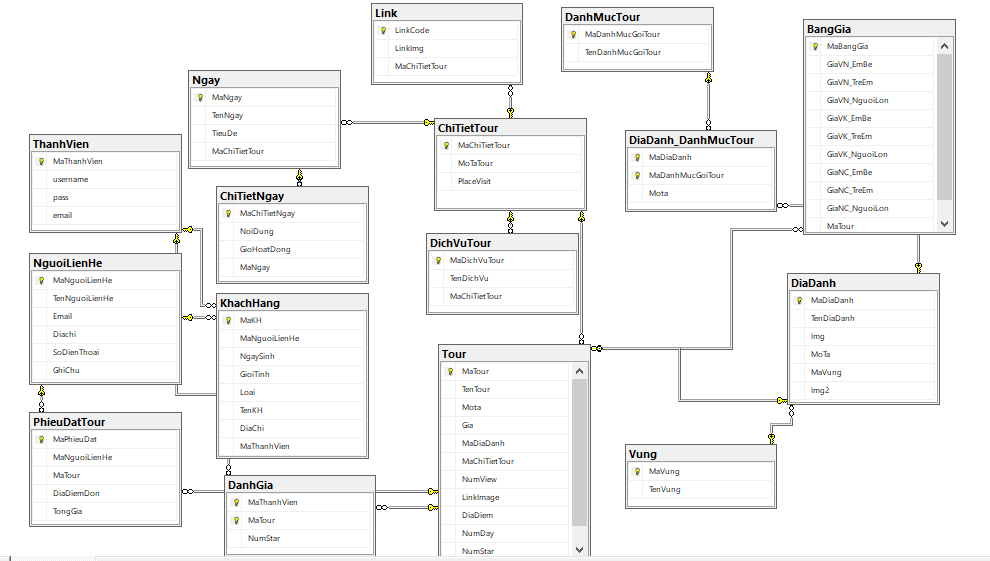 Link
LinkCode
LinkImg
MaChiTietTour
DanhMucTour
MaDanhMucGoiTour
TenDanhMucGoiTour
BangGia
MaBangGia
GiaVN_EmBe
GiaVN_TreEm
GiaVN_NguoiLon
GiaVK_EmBe
GiaVK_TreEm
GiaVK_NguoiLon
GiaNC_EmBe
GiaNC_TreEm
GiaNC_NguoiLon
MaTour
Ngay
MaNgay
TenNgay
TieuDe
MaChiTietTour
ChiTietTour
MaChiTietTour
MoTaTour
PlaceVisit
DiaDanh_DanhMucTour
MaDiaDanh
MaDanhMucGoiTour
Mota
ThanhVien
MaThanhVien
username
pass
email
ChiTietNgay
MaChiTietNgay
NoiDung
GioHoatDong
MaNgay
DichVuTour
MaDichVuTour
TenDichVu
MaChiTietTour
NguoiLienHe
MaNguoiLienHe
TenNguoiLienHe
Email
Diachi
SoDienThoai
GhiChu
DiaDanh
MaDiaDanh
TenDiaDanh
Img
MoTa
MaVung
Img2
KhachHang
MaKH
MaNguoiLienHe
NgaySinh
GioiTinh
Loai
TenKH
DiaChi
MaThanhVien
Tour
MaTour
TenTour
Mota
Gia
MaDiaDanh
MaChiTietTour
NumView
LinkImage
DiaDiem
NumDay
NumStar
PhieuDatTour
MaPhieuDat
MaNguoiLienHe
MaTour
DiaDiemDon
TongGia
Vung
MaVung
TenVung
DanhGia
MaThanhVien
MaTour
NumStar